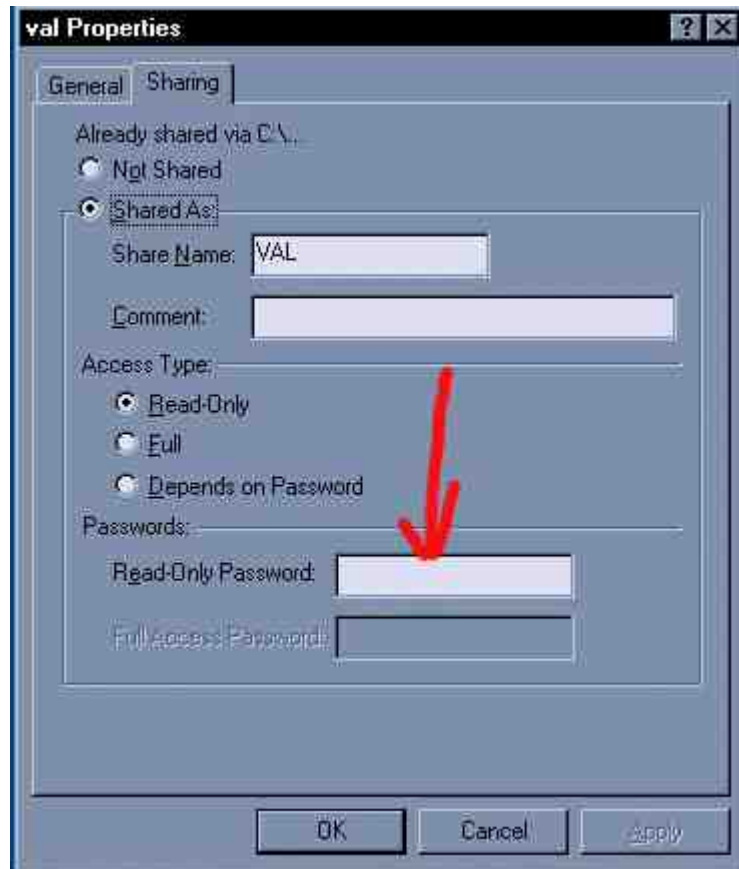 val Properties
General Sharing
Already shared via C:\...
Not Shared
Shared As:
Share Name: VAL
Comment:
Access Type:
Read-Only
Full
Depends on Password
Passwords:
Read-Only Password:
Full Access Password:
OK Cancel Apply